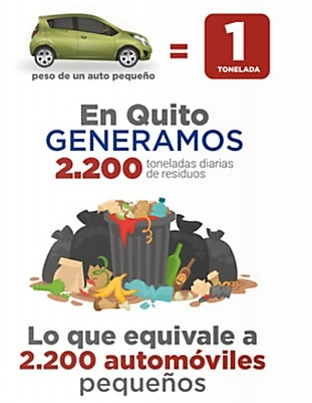 peso de un auto pequeño
=
1
TONELADA
En Quito
GENERAMOS
2.200 toneladas diarias
de residuos
Lo que equivale a
2.200 automóviles
pequeños